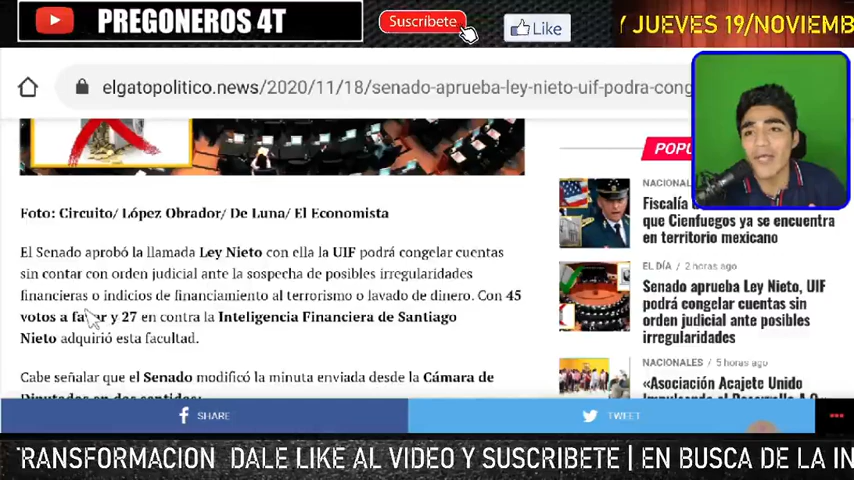 PREGONEROS 4T
Suscríbete
Like
Y JUEVES 19/NOVIEMB
elgatopolitico.news/2020/11/18/senado-aprueba-ley-nieto-uif-podra-cong
Foto: Circuito/ López Obrador/ De Luna/ El Economista
El Senado aprobó la llamada Ley Nieto con ella la UIF podrá congelar cuentas
sin contar con orden judicial ante la sospecha de posibles irregularidades
financieras o indicios de financiamiento al terrorismo o lavado de dinero. Con 45
votos a favor y 27 en contra la Inteligencia Financiera de Santiago
Nieto adquirió esta facultad.
Cabe señalar que el Senado modificó la minuta enviada desde la Cámara de
Diputados en dos sentidos:
POPU
NACIONAL
Fiscalía
que Cienfuegos ya se encuentra
en territorio mexicano
EL DÍA / 2 horas ago
Senado aprueba Ley Nieto, UIF
podrá congelar cuentas sin
orden judicial ante posibles
irregularidades
NACIONALES / 5 horas ago
«Asociación Acajete Unido
SHARE
TWEET
TRANSFORMACION DALE LIKE AL VIDEO Y SUSCRIBETE | EN BUSCA DE LA IN